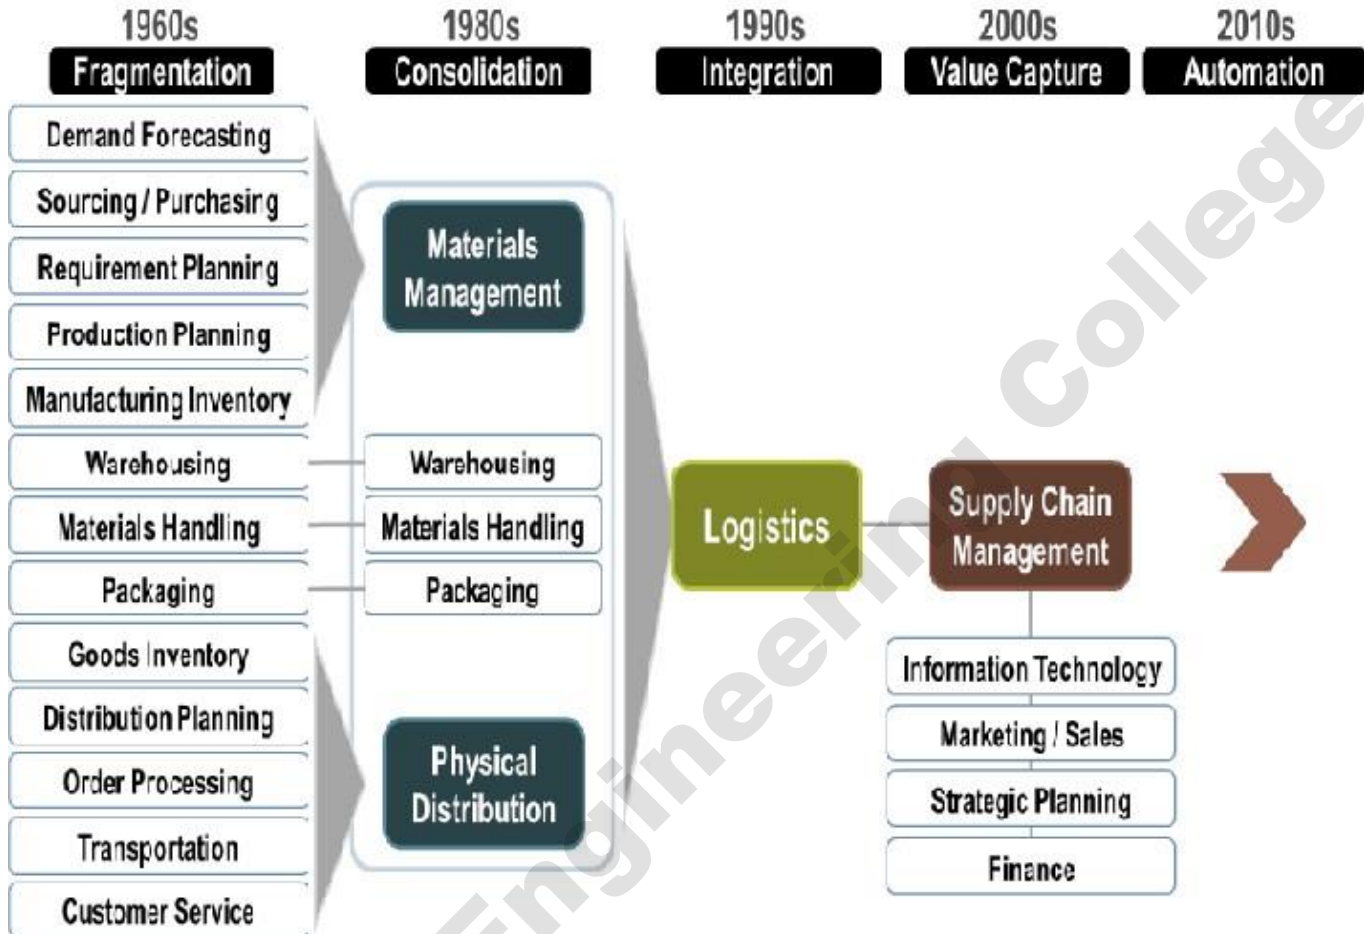 1960s
Fragmentation
Demand Forecasting
Sourcing / Purchasing
Requirement Planning
Production Planning
Manufacturing Inventory
Warehousing
Materials Handling
Packaging
Goods Inventory
Distribution Planning
Order Processing
Transportation
Customer Service
1980s
Consolidation
Materials
Management
Warehousing
Materials Handling
Packaging
Physical
Distribution
1990s
Integration
Logistics
2000s
Value Capture
Supply Chain
Management
Information Technology
Marketing / Sales
Strategic Planning
Finance
2010s
Automation
Engineering College